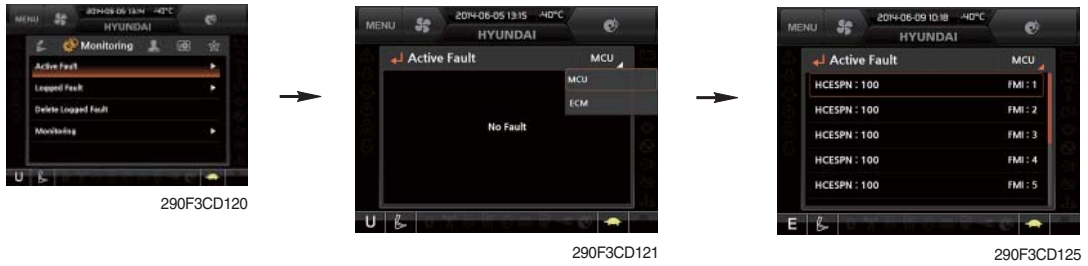 MENU
2014-06-05 13:14 -40°C
HYUNDAI
Monitoring
Active Fault
Logged Fault
Delete Logged Fault
Monitoring
U
290F3CD120
MENU
2014-06-05 13:15 -40°C
HYUNDAI
Active Fault MCU
MCU
ECM
No Fault
U
290F3CD121
MENU
2014-06-09 10:18 -40°C
HYUNDAI
Active Fault MCU
HCESPN : 100 FMI : 1
HCESPN : 100 FMI : 2
HCESPN : 100 FMI : 3
HCESPN : 100 FMI : 4
HCESPN : 100 FMI : 5
E
290F3CD125